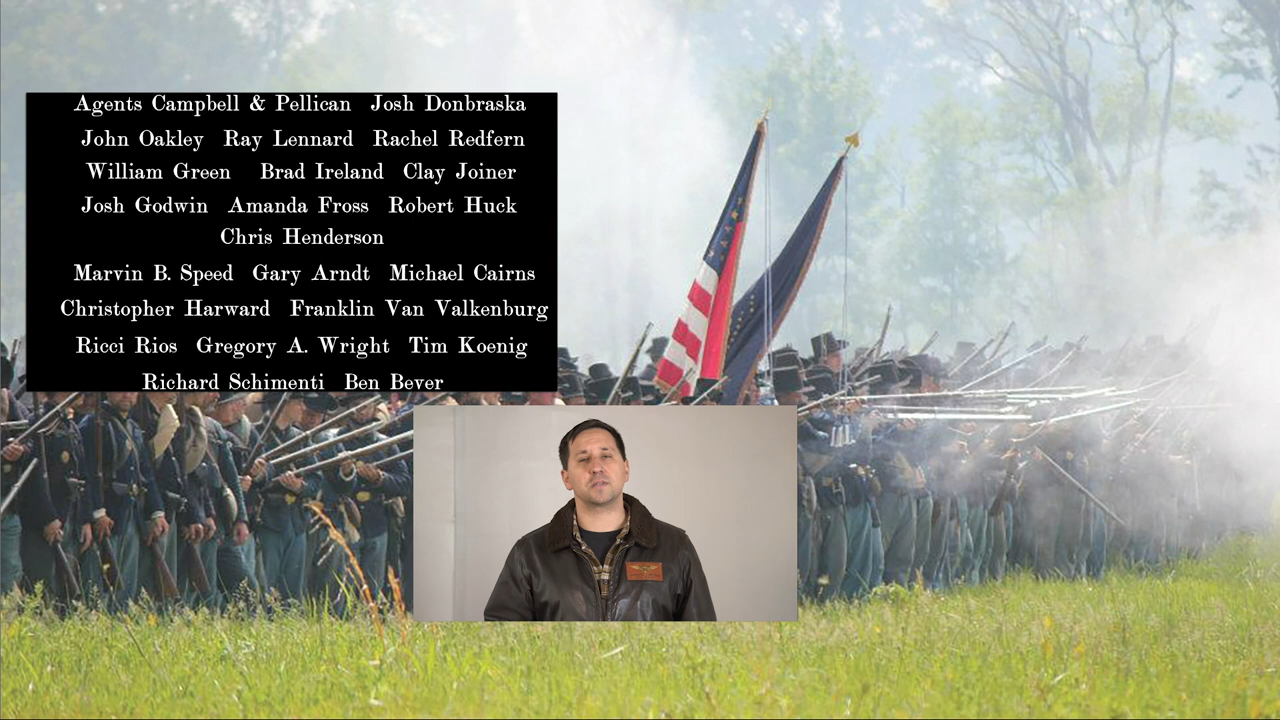 Agents Campbell & Pellican Josh Donbraska
John Oakley Ray Lennard Rachel Redfern
William Green Brad Ireland Clay Joiner
Josh Godwin Amanda Fross Robert Huck
Chris Henderson
Marvin B. Speed Gary Arndt Michael Cairns
Christopher Harward Franklin Van Valkenburg
Ricci Rios Gregory A. Wright Tim Koenig
Richard Schimenti Ben Bever